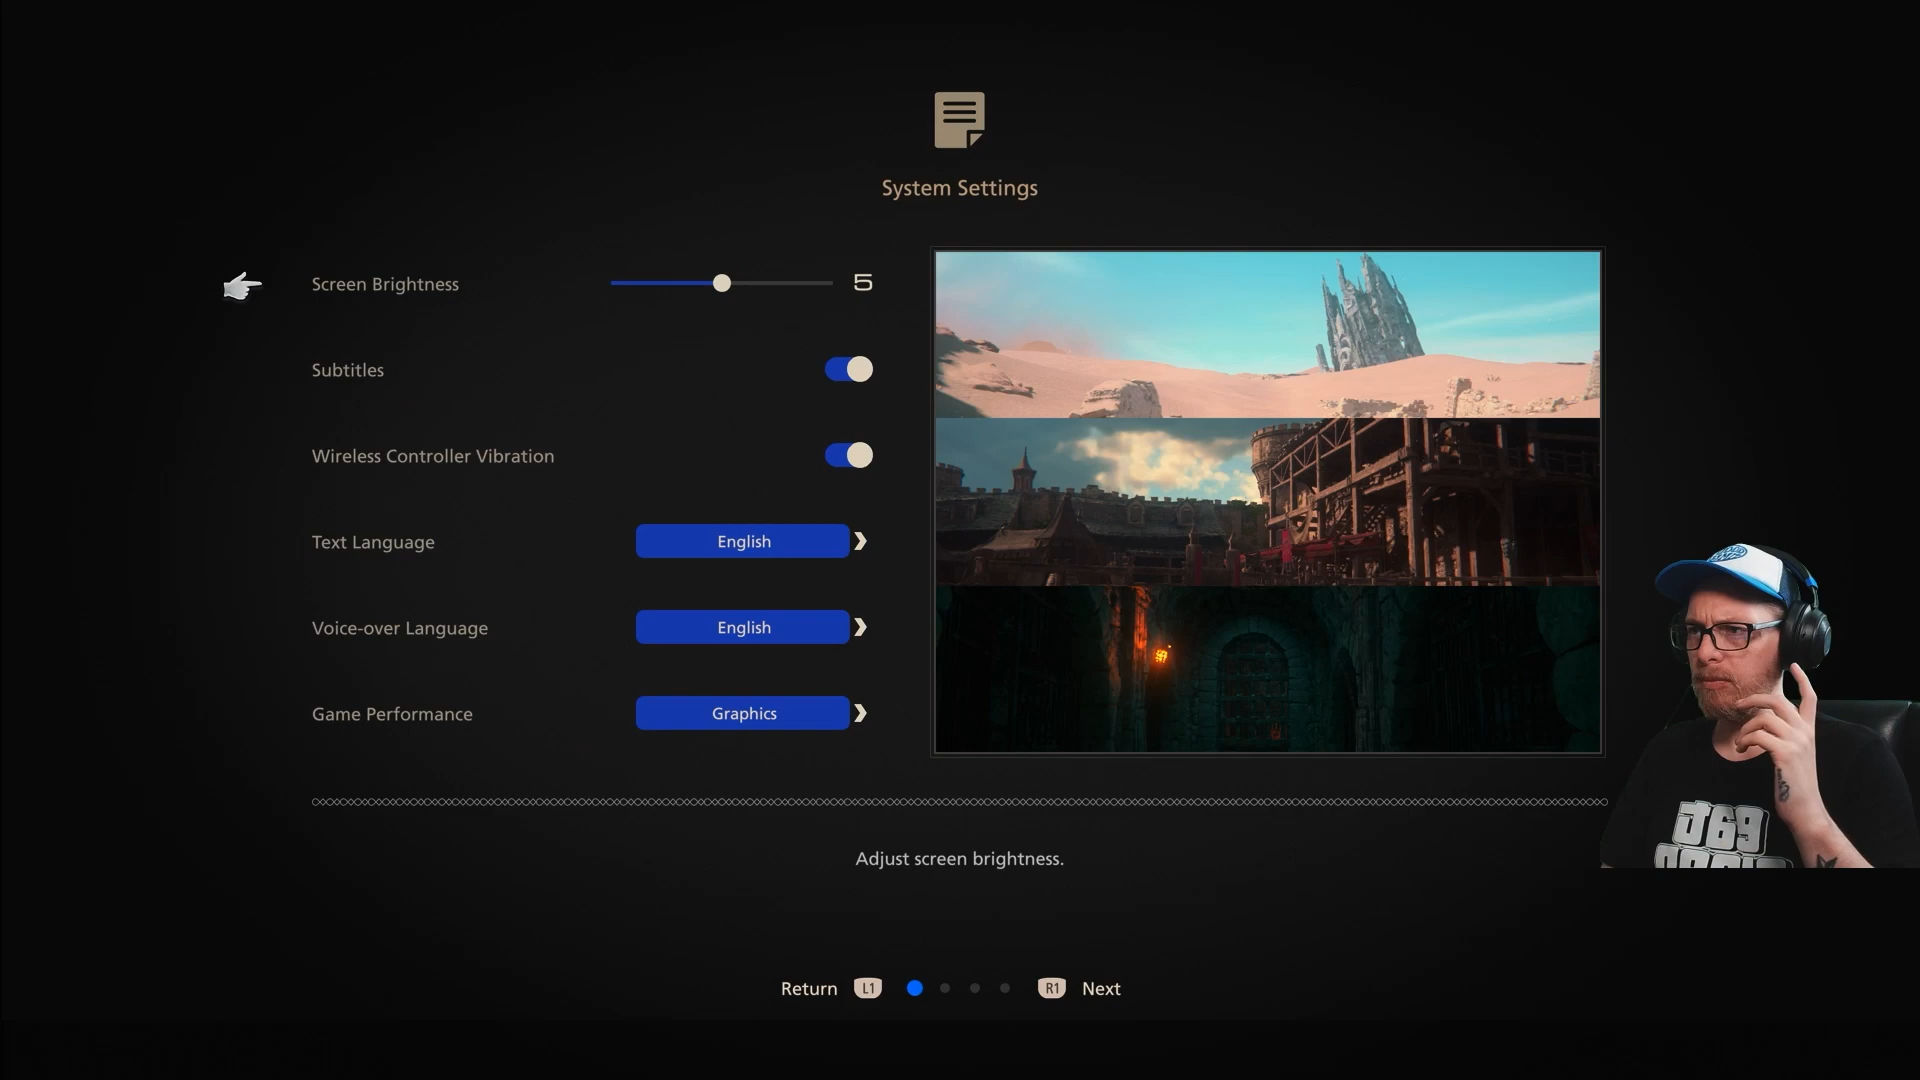 System Settings
Screen Brightness 5
Subtitles
Wireless Controller Vibration
Text Language English
Voice-over Language English
Game Performance Graphics
J69
Adjust screen brightness.
Return L1 R1 Next